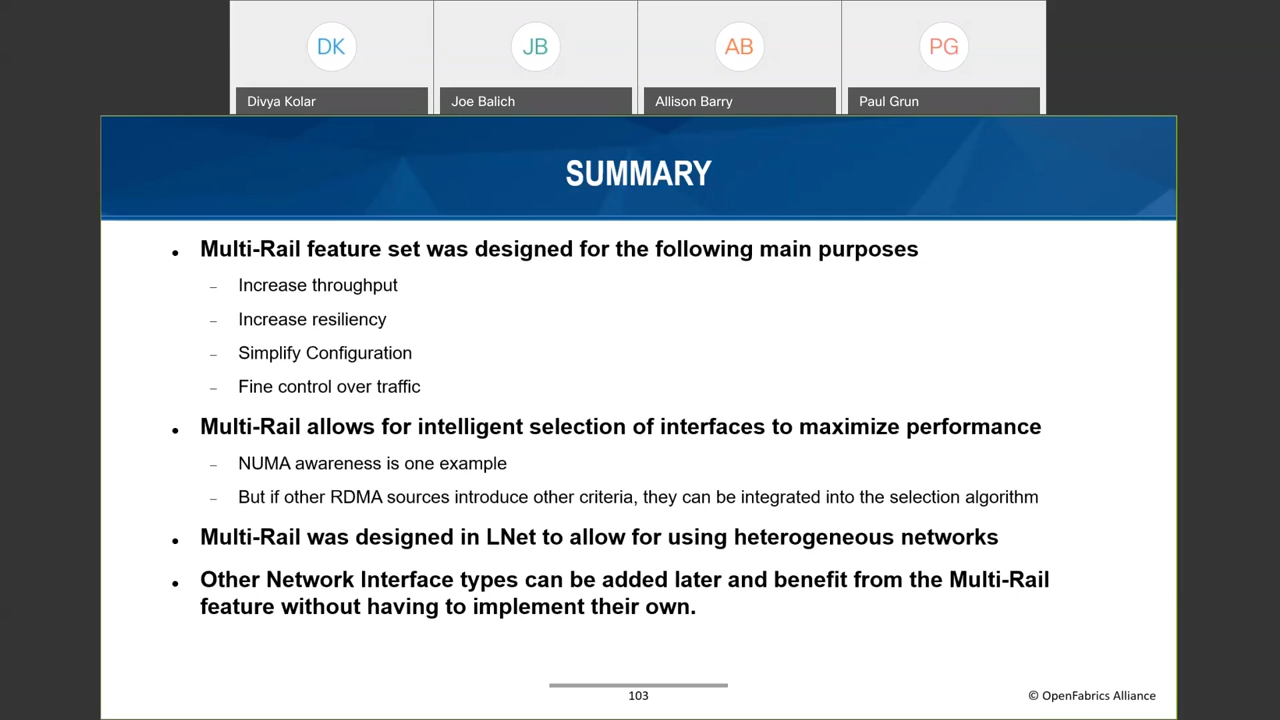 DK
JB
AB
PG
Divya Kolar
Joe Balich
Allison Barry
Paul Grun
SUMMARY
• Multi-Rail feature set was designed for the following main purposes
– Increase throughput
– Increase resiliency
– Simplify Configuration
– Fine control over traffic
• Multi-Rail allows for intelligent selection of interfaces to maximize performance
– NUMA awareness is one example
– But if other RDMA sources introduce other criteria, they can be integrated into the selection algorithm
• Multi-Rail was designed in LNet to allow for using heterogeneous networks
• Other Network Interface types can be added later and benefit from the Multi-Rail
feature without having to implement their own.
103
© OpenFabrics Alliance